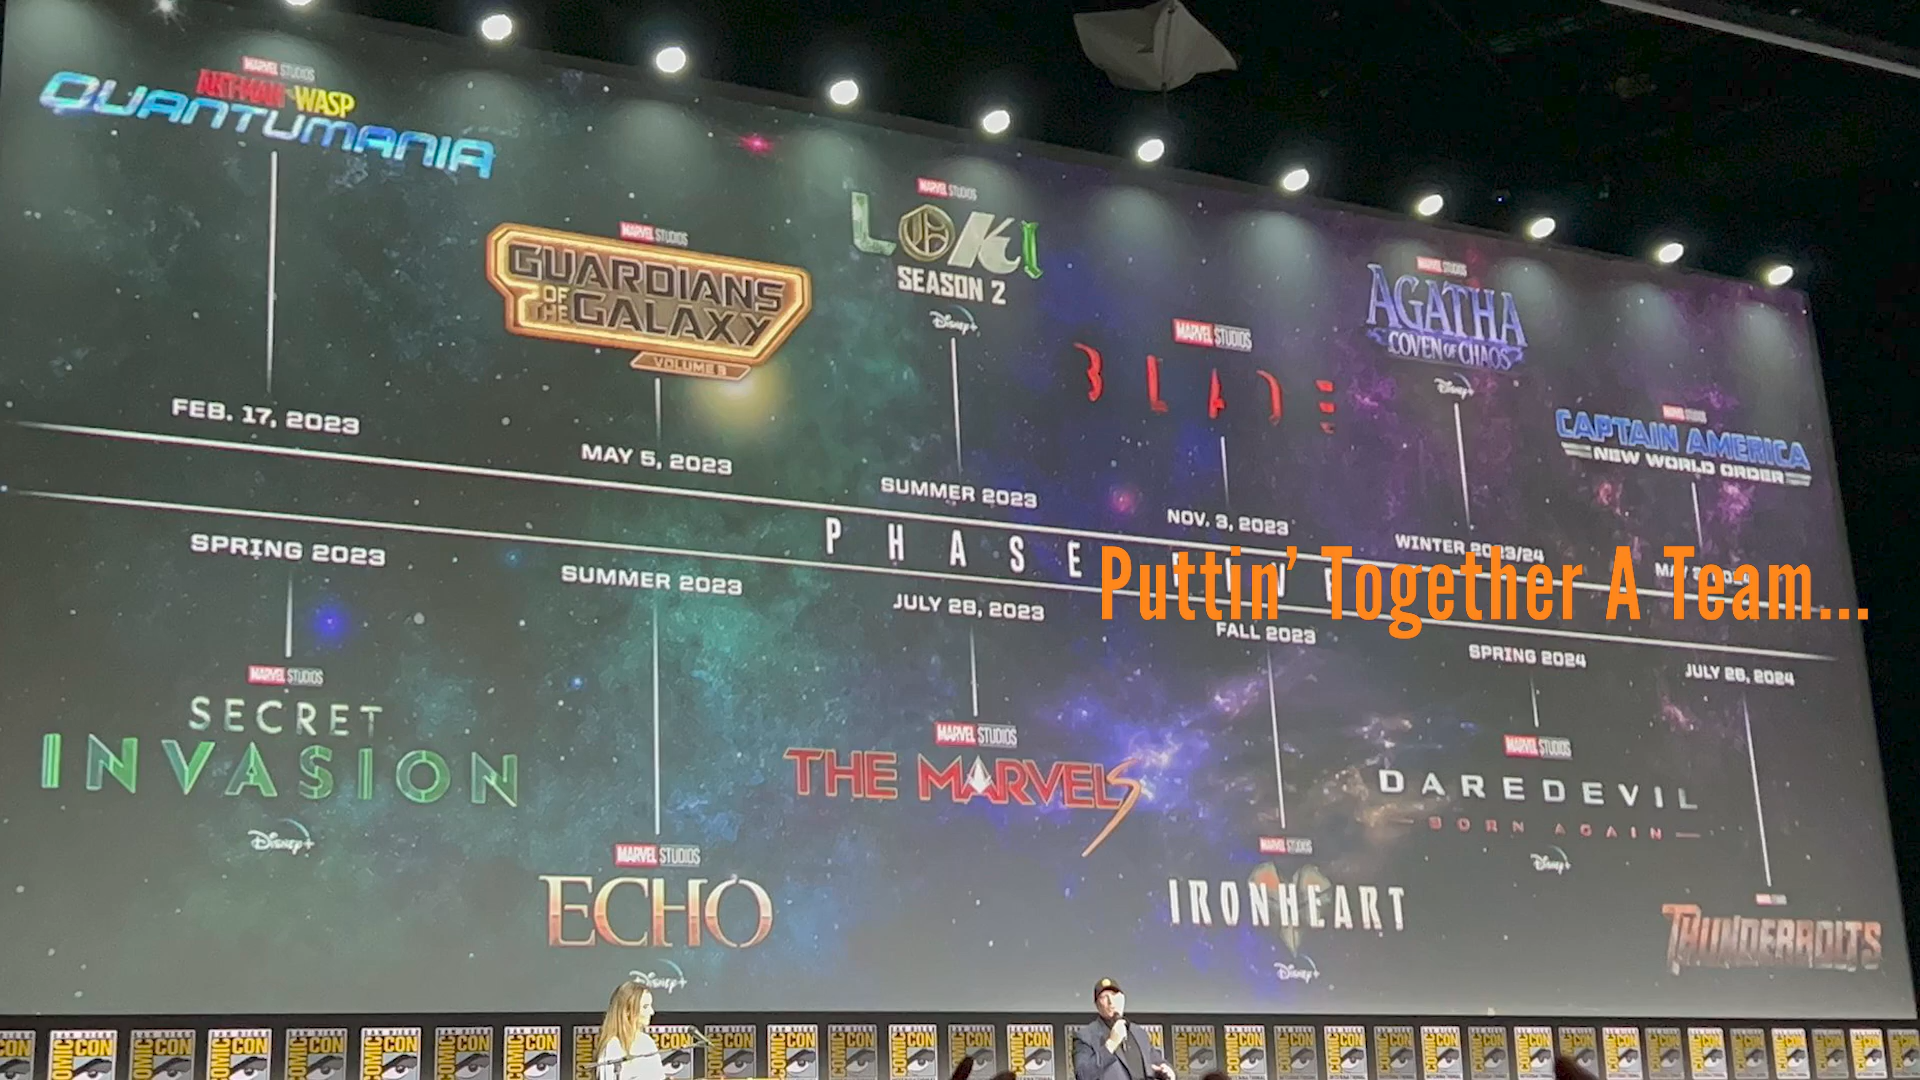 MARVEL STUDIOS
ANT-MAN AND THE WASP
QUANTUMANIA
FEB. 17, 2023
MARVEL STUDIOS
GUARDIANS
OF THE GALAXY
VOLUME 3
MAY 5, 2023
MARVEL STUDIOS
LOKI
SEASON 2
Disney+
SUMMER 2023
MARVEL STUDIOS
BLADE
NOV. 3, 2023
MARVEL STUDIOS
AGATHA
COVEN OF CHAOS
Disney+
WINTER 2023/24
MARVEL STUDIOS
CAPTAIN AMERICA
NEW WORLD ORDER
MAY
PHASE FIVE
Puttin' Together A Team...
SPRING 2023
MARVEL STUDIOS
SECRET
INVASION
Disney+
SUMMER 2023
MARVEL STUDIOS
ECHO
Disney+
JULY 28, 2023
MARVEL STUDIOS
THE MARVELS
FALL 2023
MARVEL STUDIOS
IRONHEART
Disney+
SPRING 2024
MARVEL STUDIOS
DAREDEVIL
BORN AGAIN
Disney+
JULY 26, 2024
THUNDERBOLTS
SAN DIEGO
COMIC CON